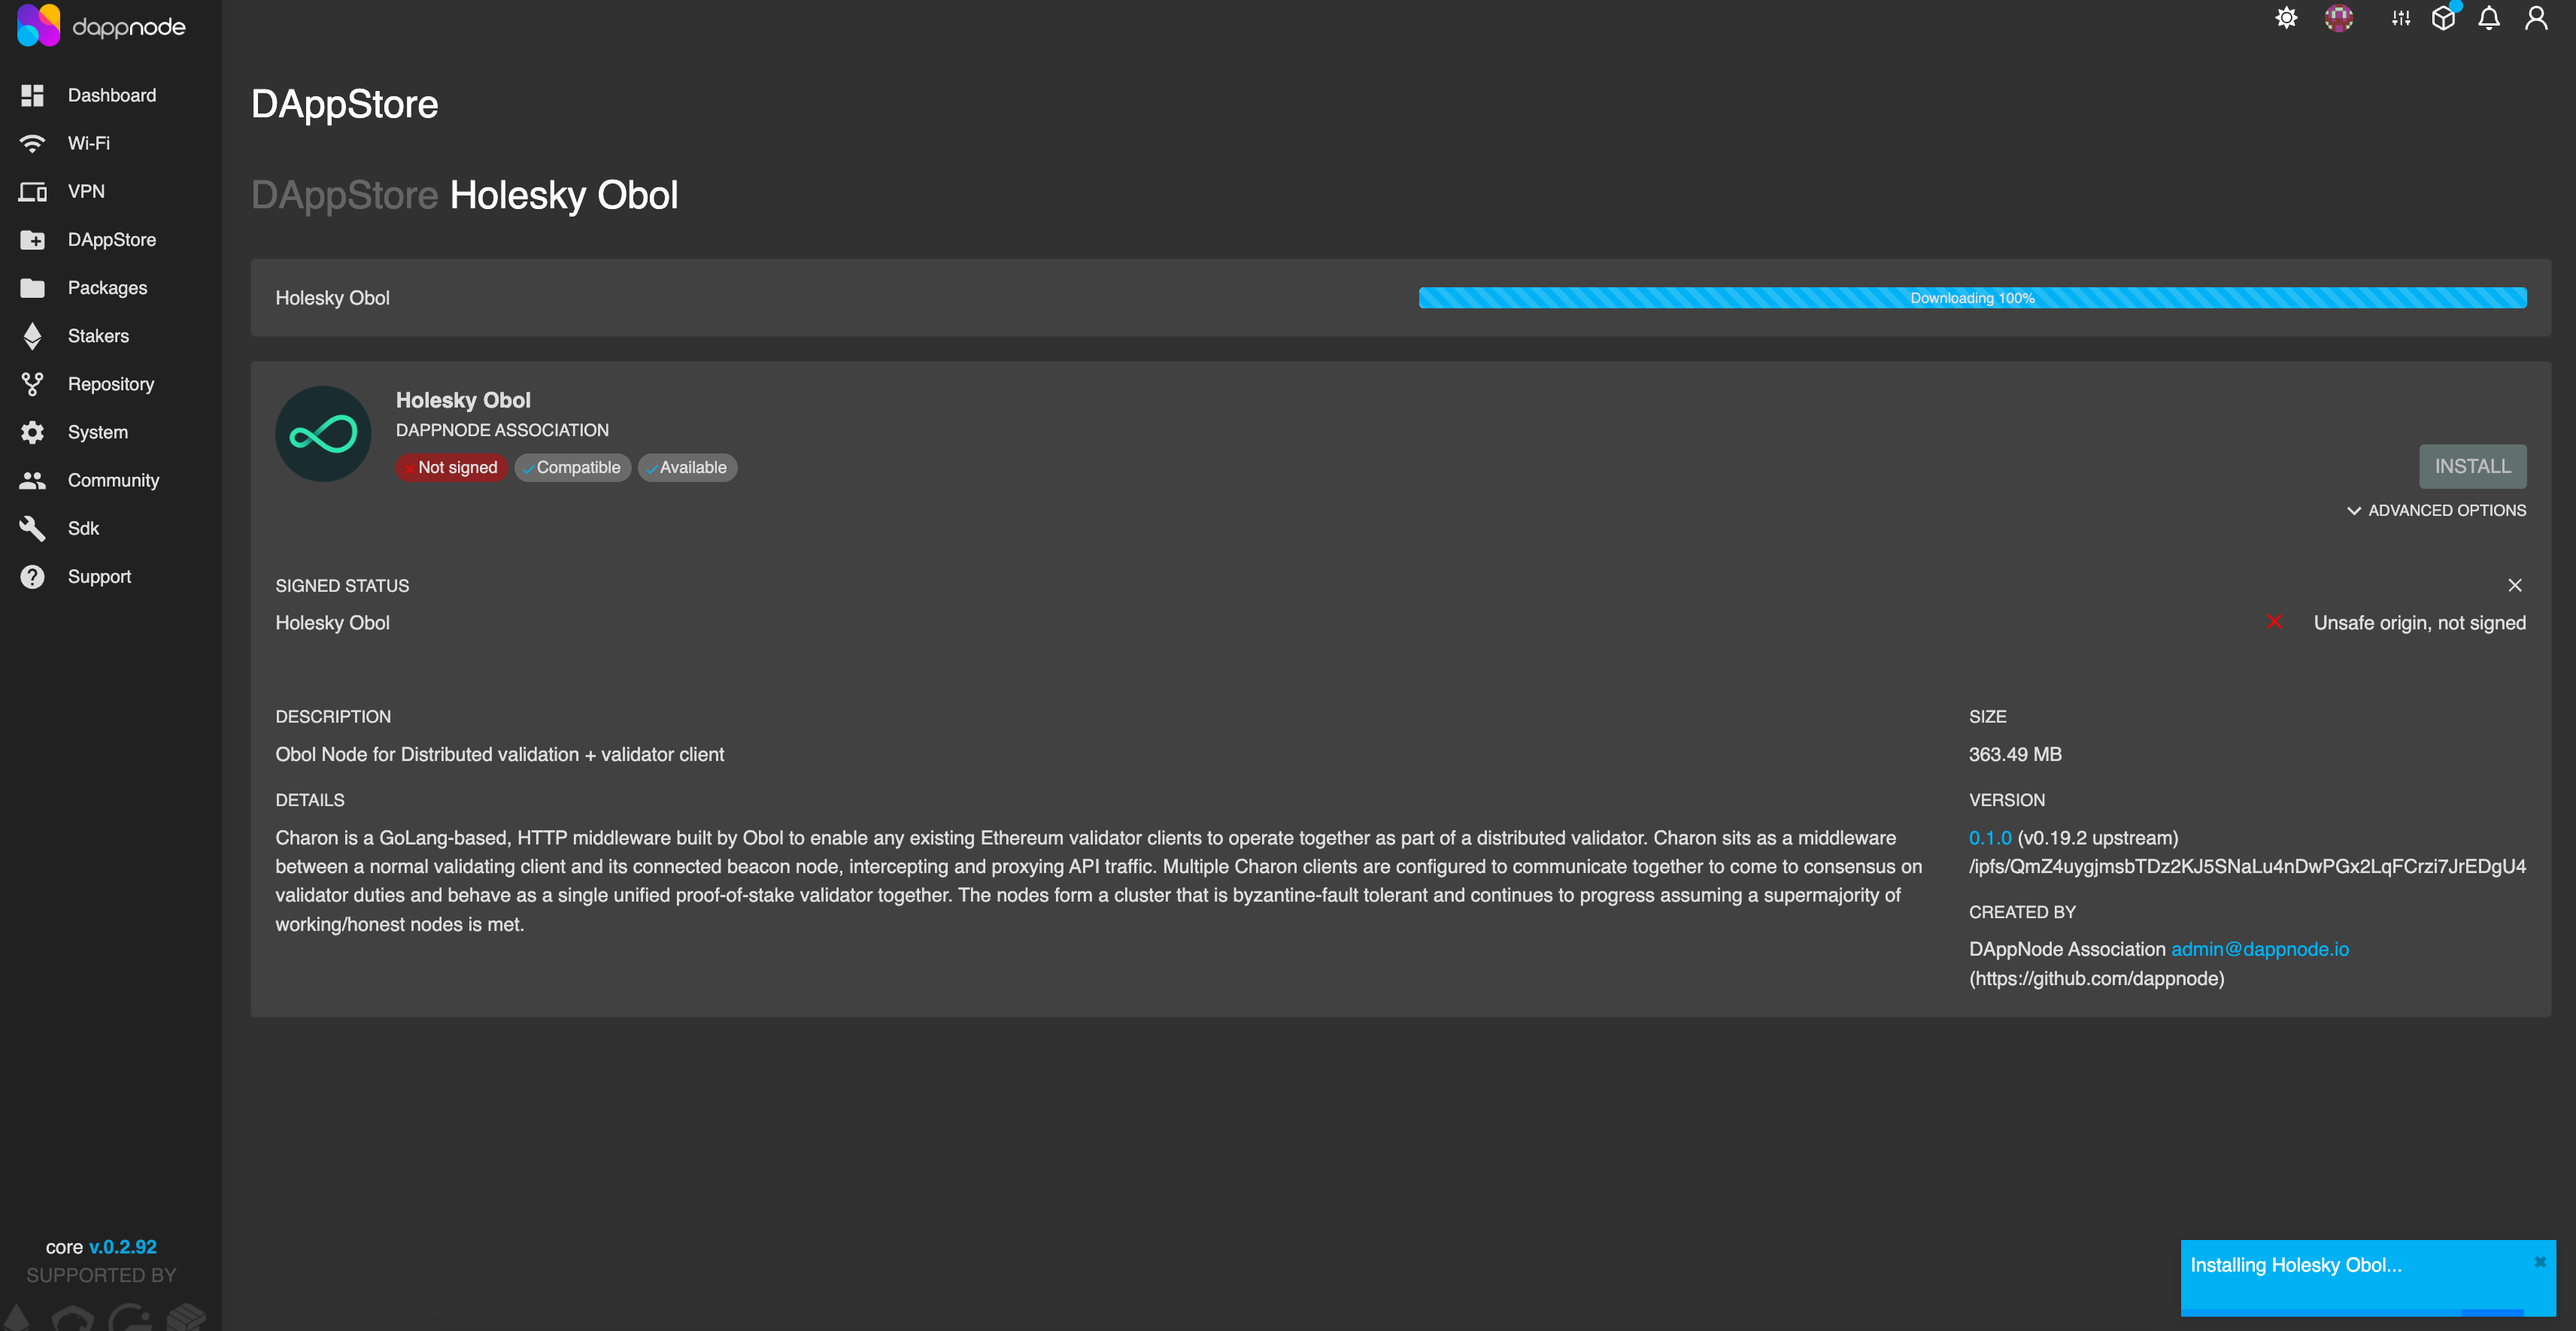 dappnode
Dashboard
Wi-Fi
VPN
DAppStore
Packages
Stakers
Repository
System
Community
Sdk
Support
core v.0.2.92
SUPPORTED BY
DAppStore
DAppStore Holesky Obol
Holesky Obol
Downloading 100%
Holesky Obol
DAPPNODE ASSOCIATION
Not signed Compatible Available
INSTALL
ADVANCED OPTIONS
SIGNED STATUS
Holesky Obol
Unsafe origin, not signed
DESCRIPTION
Obol Node for Distributed validation + validator client
DETAILS
Charon is a GoLang-based, HTTP middleware built by Obol to enable any existing Ethereum validator clients to operate together as part of a distributed validator. Charon sits as a middleware
between a normal validating client and its connected beacon node, intercepting and proxying API traffic. Multiple Charon clients are configured to communicate together to come to consensus on
validator duties and behave as a single unified proof-of-stake validator together. The nodes form a cluster that is byzantine-fault tolerant and continues to progress assuming a supermajority of
working/honest nodes is met.
SIZE
363.49 MB
VERSION
0.1.0 (v0.19.2 upstream)
/ipfs/QmZ4uygjmsbTDz2KJ5SNaLu4nDwPGx2LqFCrzi7JrEDgU4
CREATED BY
DAppNode Association admin@dappnode.io
(https://github.com/dappnode)
Installing Holesky Obol...